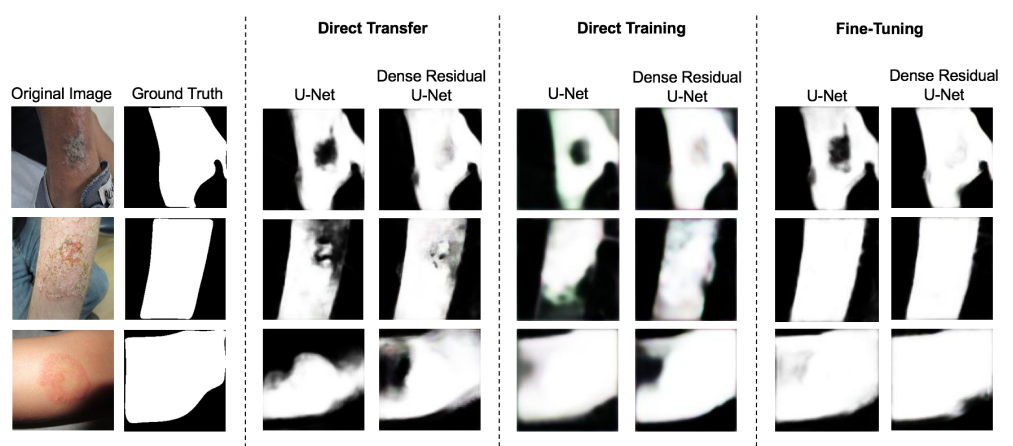 Direct Transfer
Direct Training
Fine-Tuning
Original Image
Ground Truth
U-Net
Dense Residual
U-Net
U-Net
Dense Residual
U-Net
U-Net
Dense Residual
U-Net